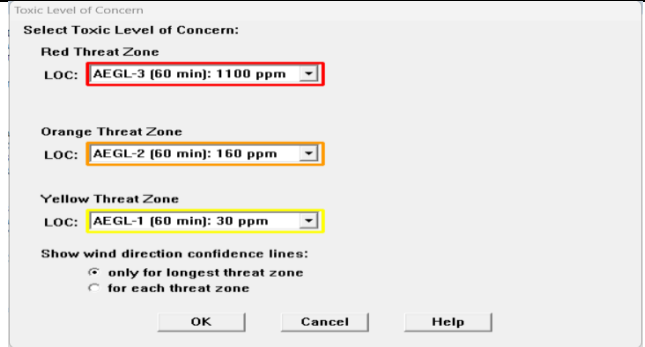 Toxic Level of Concern
Select Toxic Level of Concern:
Red Threat Zone
LOC: AEGL-3 (60 min): 1100 ppm
Orange Threat Zone
LOC: AEGL-2 (60 min): 160 ppm
Yellow Threat Zone
LOC: AEGL-1 (60 min): 30 ppm
Show wind direction confidence lines:
only for longest threat zone
for each threat zone
OK Cancel Help